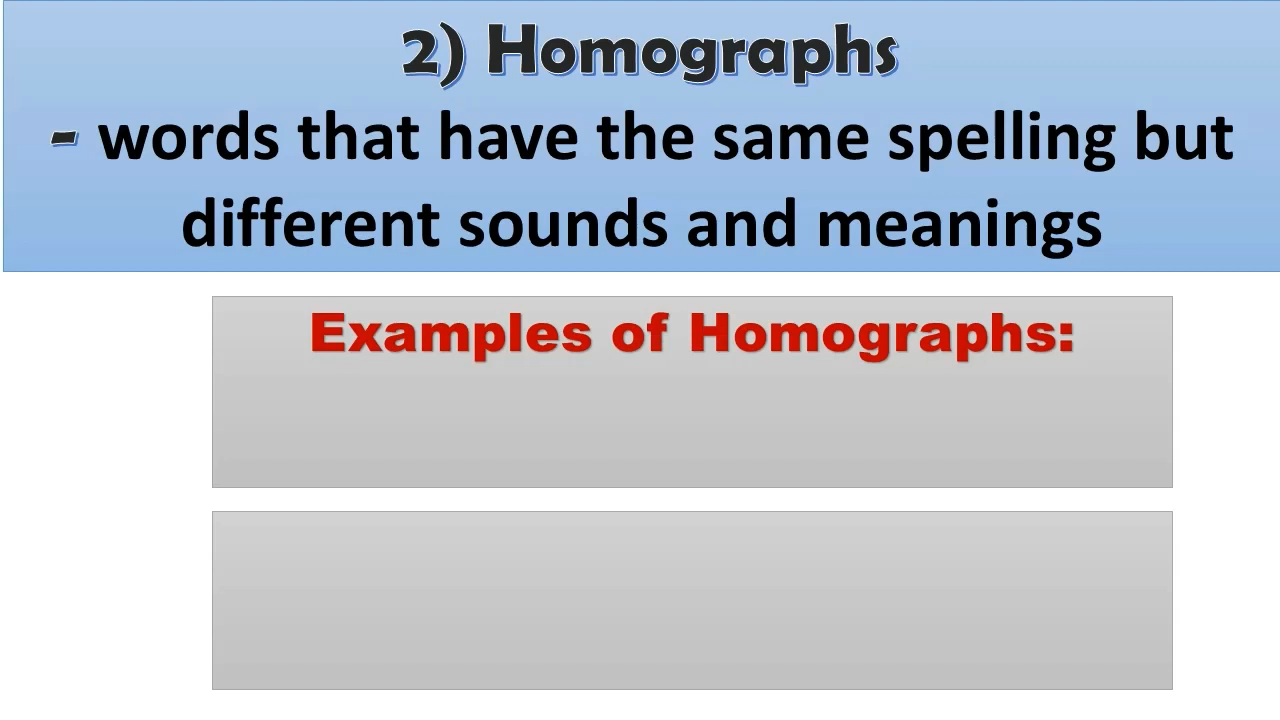 2) Homographs
- words that have the same spelling but
different sounds and meanings
Examples of Homographs: